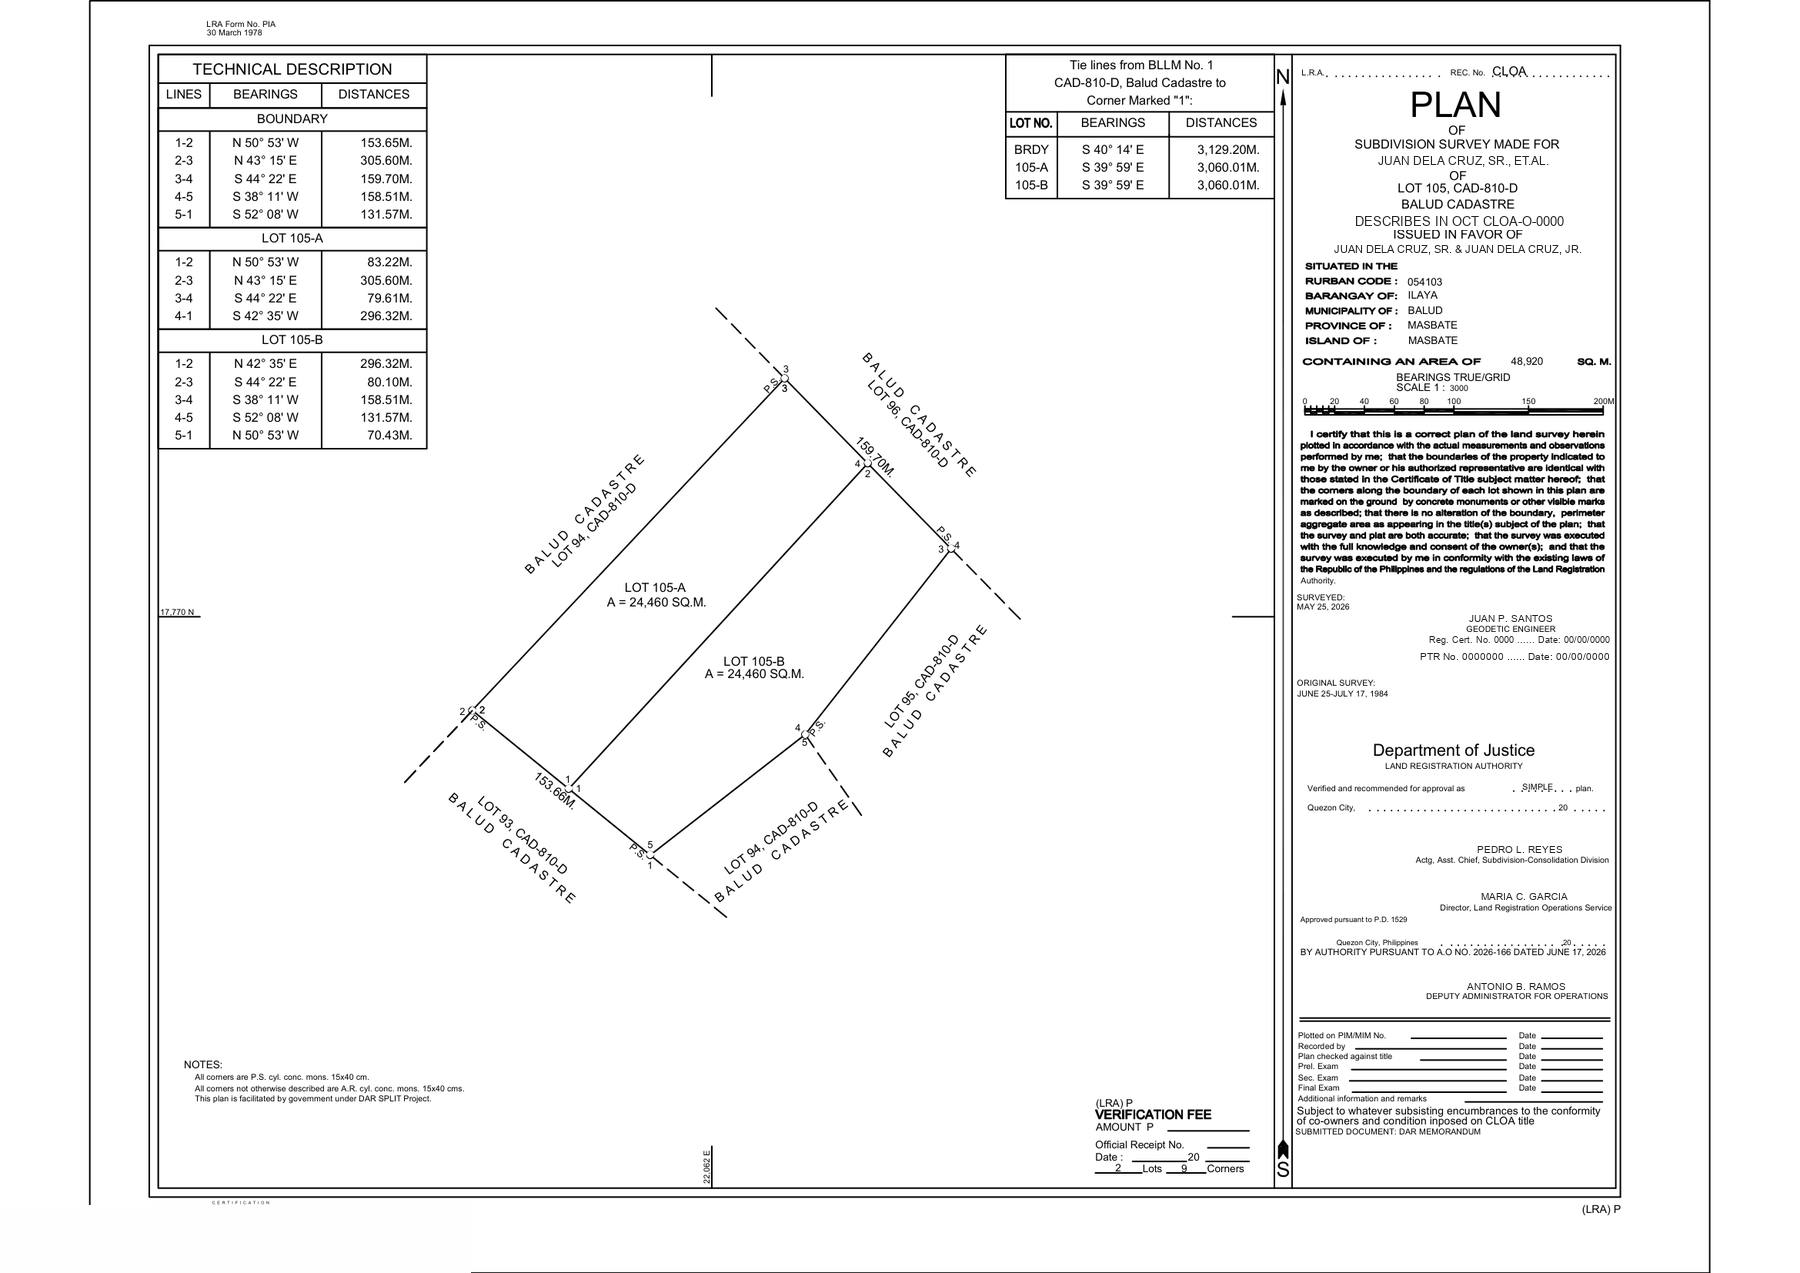 LRA Form No. PIA
30 March 1978
TECHNICAL DESCRIPTION
LINES BEARINGS DISTANCES
BOUNDARY
1-2 N 50° 53' W 153.65M.
2-3 N 43° 15' E 305.60M.
3-4 S 44° 22' E 159.70M.
4-5 S 38° 11' W 158.51M.
5-1 S 52° 08' W 131.57M.
LOT 105-A
1-2 N 50° 53' W 83.22M.
2-3 N 43° 15' E 305.60M.
3-4 S 44° 22' E 79.61M.
4-1 S 42° 35' W 296.32M.
LOT 105-B
1-2 N 42° 35' E 296.32M.
2-3 S 44° 22' E 80.10M.
3-4 S 38° 11' W 158.51M.
4-5 S 52° 08' W 131.57M.
5-1 N 50° 53' W 70.43M.
Tie lines from BLLM No. 1
CAD-810-D, Balud Cadastre to
Corner Marked "1":
LOT NO. BEARINGS DISTANCES
BRDY S 40° 14' E 3,129.20M.
105-A S 39° 59' E 3,060.01M.
105-B S 39° 59' E 3,060.01M.
3
P.S.
3
BALUD CADASTRE
LOT 96, CAD-810-D
159.70M.
4
2
BALUD CADASTRE
LOT 94, CAD-810-D
P.S.
3
4
LOT 105-A
A = 24,460 SQ.M.
17,770 N
LOT 105-B
A = 24,460 SQ.M.
LOT 95, CAD-810-D
BALUD CADASTRE
2
2
P.S.
4
P.S.
5
1
1
153.66M.
LOT 93, CAD-810-D
BALUD CADASTRE
P.S.
5
1
LOT 94, CAD-810-D
BALUD CADASTRE
NOTES:
All corners are P.S. cyl. conc. mons. 15x40 cm.
All corners not otherwise described are A.R. cyl. conc. mons. 15x40 cms.
This plan is facilitated by government under DAR SPLIT Project.
22,062 E
(LRA) P
VERIFICATION FEE
AMOUNT P
Official Receipt No.
Date : 20
2 Lots 9 Corners
N
S
L.R.A. REC. No. CLOA
PLAN
OF
SUBDIVISION SURVEY MADE FOR
JUAN DELA CRUZ, SR., ET.AL.
OF
LOT 105, CAD-810-D
BALUD CADASTRE
DESCRIBES IN OCT CLOA-O-0000
ISSUED IN FAVOR OF
JUAN DELA CRUZ, SR. & JUAN DELA CRUZ, JR.
SITUATED IN THE
RURBAN CODE : 054103
BARANGAY OF: ILAYA
MUNICIPALITY OF : BALUD
PROVINCE OF : MASBATE
ISLAND OF : MASBATE
CONTAINING AN AREA OF 48,920 SQ. M.
BEARINGS TRUE/GRID
SCALE 1 : 3000
0 20 40 60 80 100 150 200M
I certify that this is a correct plan of the land survey herein
plotted in accordance with the actual measurements and observations
performed by me; that the boundaries of the property indicated to
me by the owner or his authorized representative are identical with
those stated in the Certificate of Title subject matter hereof; that
the corners along the boundary of each lot shown in this plan are
marked on the ground by concrete monuments or other visible marks
as described; that there is no alteration of the boundary, perimeter
aggregate area as appearing in the title(s) subject of the plan; that
the survey and plat are both accurate; that the survey was executed
with the full knowledge and consent of the owner(s); and that the
survey was executed by me in conformity with the existing laws of
the Republic of the Philippines and the regulations of the Land Registration
Authority.
SURVEYED:
MAY 25, 2026
JUAN P. SANTOS
GEODETIC ENGINEER
Reg. Cert. No. 0000 ...... Date: 00/00/0000
PTR No. 0000000 ...... Date: 00/00/0000
ORIGINAL SURVEY:
JUNE 25-JULY 17, 1984
Department of Justice
LAND REGISTRATION AUTHORITY
Verified and recommended for approval as SIMPLE plan.
Quezon City, 20
PEDRO L. REYES
Actg, Asst. Chief, Subdivision-Consolidation Division
MARIA C. GARCIA
Director, Land Registration Operations Service
Approved pursuant to P.D. 1529
Quezon City, Philippines 20
BY AUTHORITY PURSUANT TO A.O NO. 2026-166 DATED JUNE 17, 2026
ANTONIO B. RAMOS
DEPUTY ADMINISTRATOR FOR OPERATIONS
Plotted on PIM/MIM No. Date
Recorded by Date
Plan checked against title Date
Prel. Exam Date
Sec. Exam Date
Final Exam Date
Additional information and remarks
Subject to whatever subsisting encumbrances to the conformity
of co-owners and condition inposed on CLOA title
SUBMITTED DOCUMENT: DAR MEMORANDUM
CERTIFICATION
(LRA) P